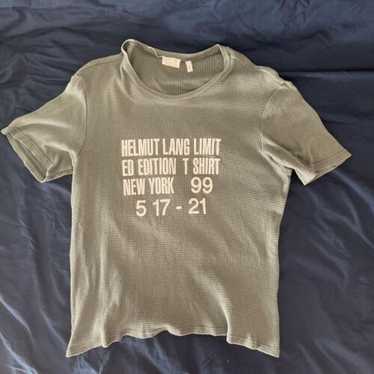 HELMUT LANG LIMIT
ED EDITION T SHIRT
NEW YORK 99
5 17 - 21